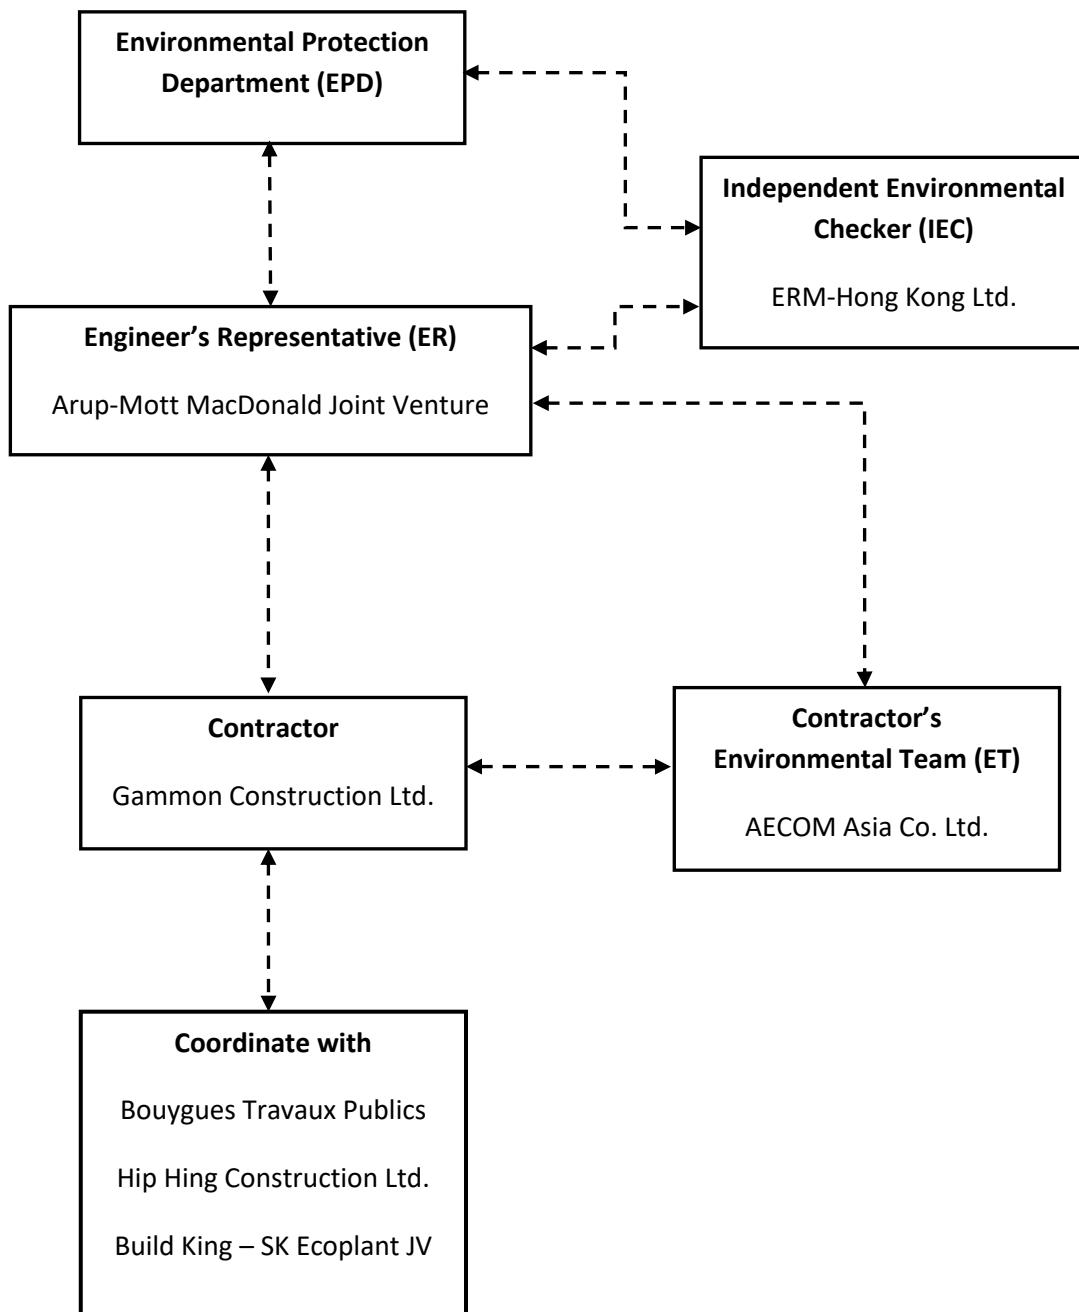 Environmental Protection
Department (EPD)
Independent Environmental
Checker (IEC)
ERM-Hong Kong Ltd.
Engineer’s Representative (ER)
Arup-Mott MacDonald Joint Venture
Contractor
Gammon Construction Ltd.
Contractor’s
Environmental Team (ET)
AECOM Asia Co. Ltd.
Coordinate with
Bouygues Travaux Publics
Hip Hing Construction Ltd.
Build King – SK Ecoplant JV